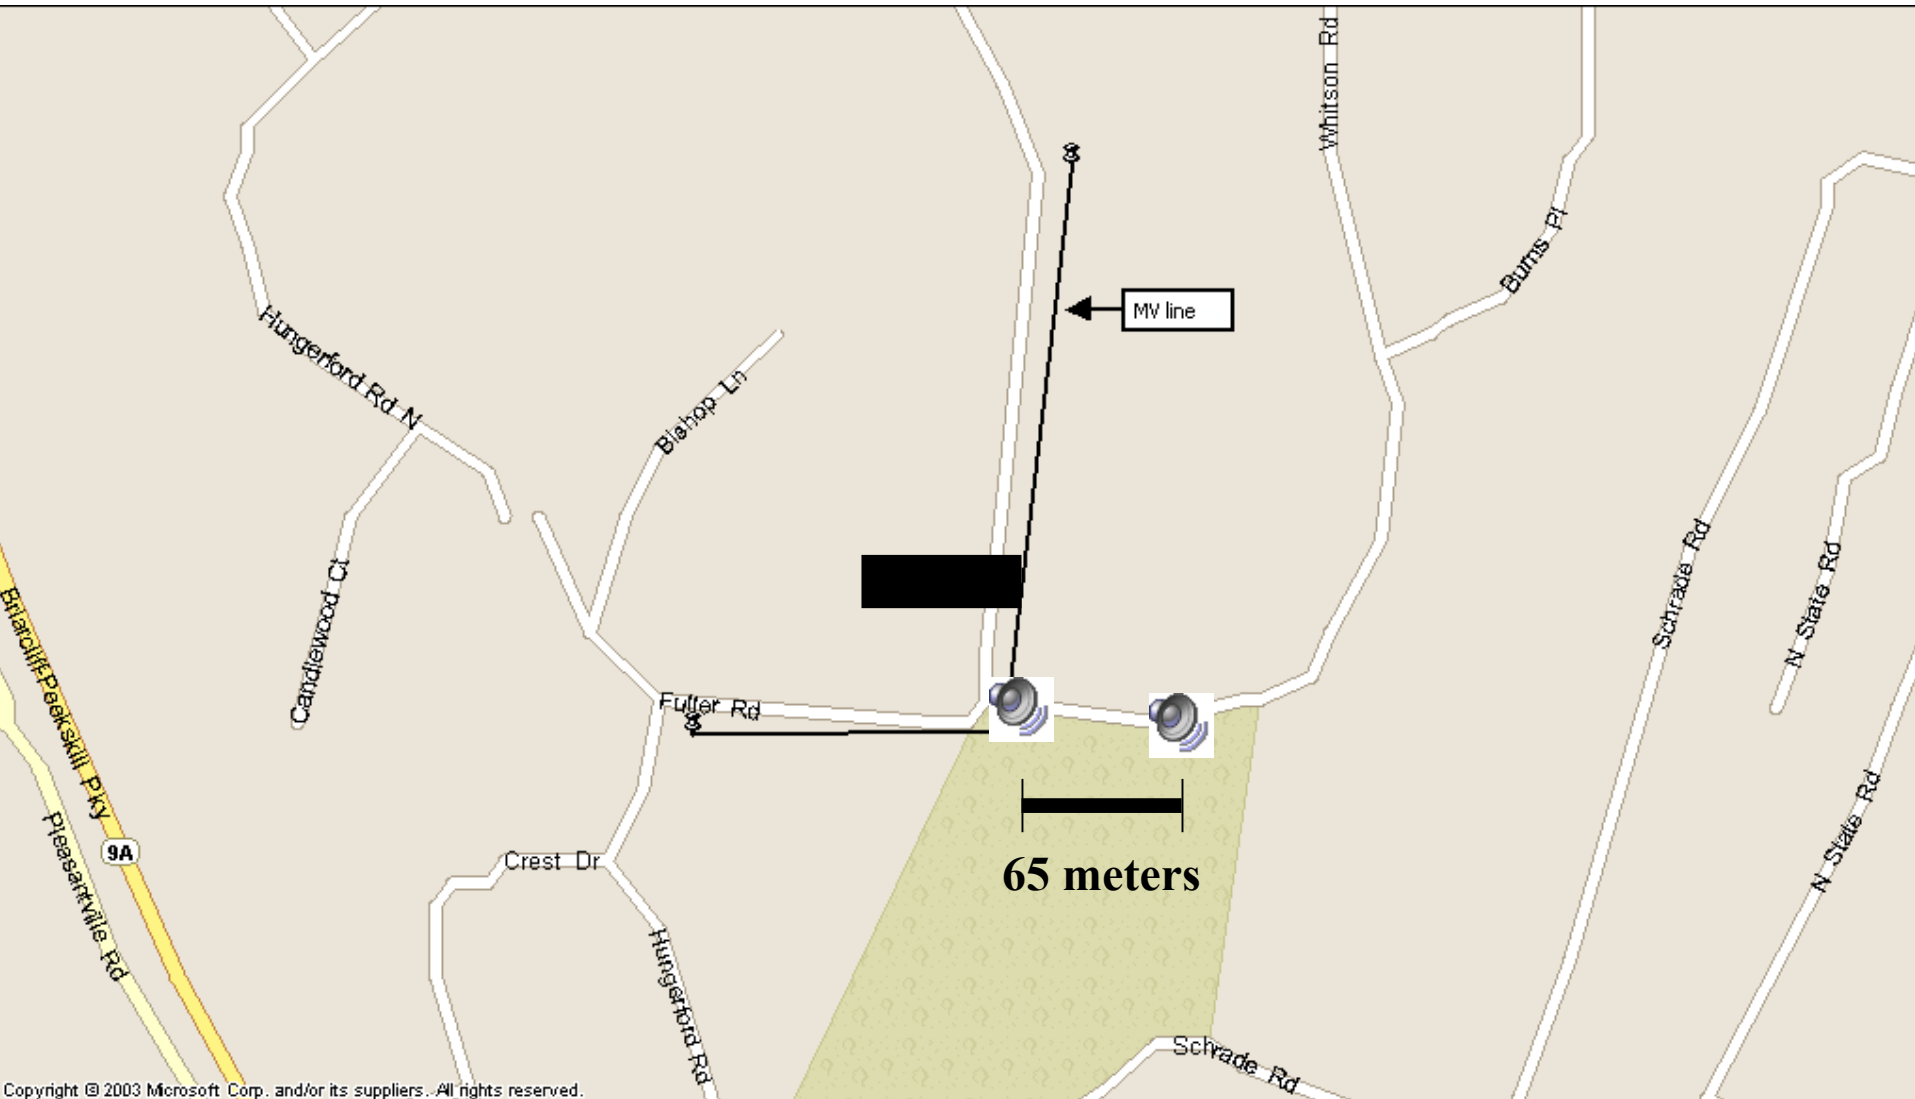 Whitson Rd
Burns Pl
MV line
Hungerford Rd N
Bishop Ln
Candlewood Ct
Schrade Rd
N State Rd
Briarcliff-Peekskill Pky
Fuller Rd
9A
Pleasantville Rd
Crest Dr
65 meters
N State Rd
Hungerford Rd
Schrade Rd
Copyright © 2003 Microsoft Corp. and/or its suppliers. All rights reserved.